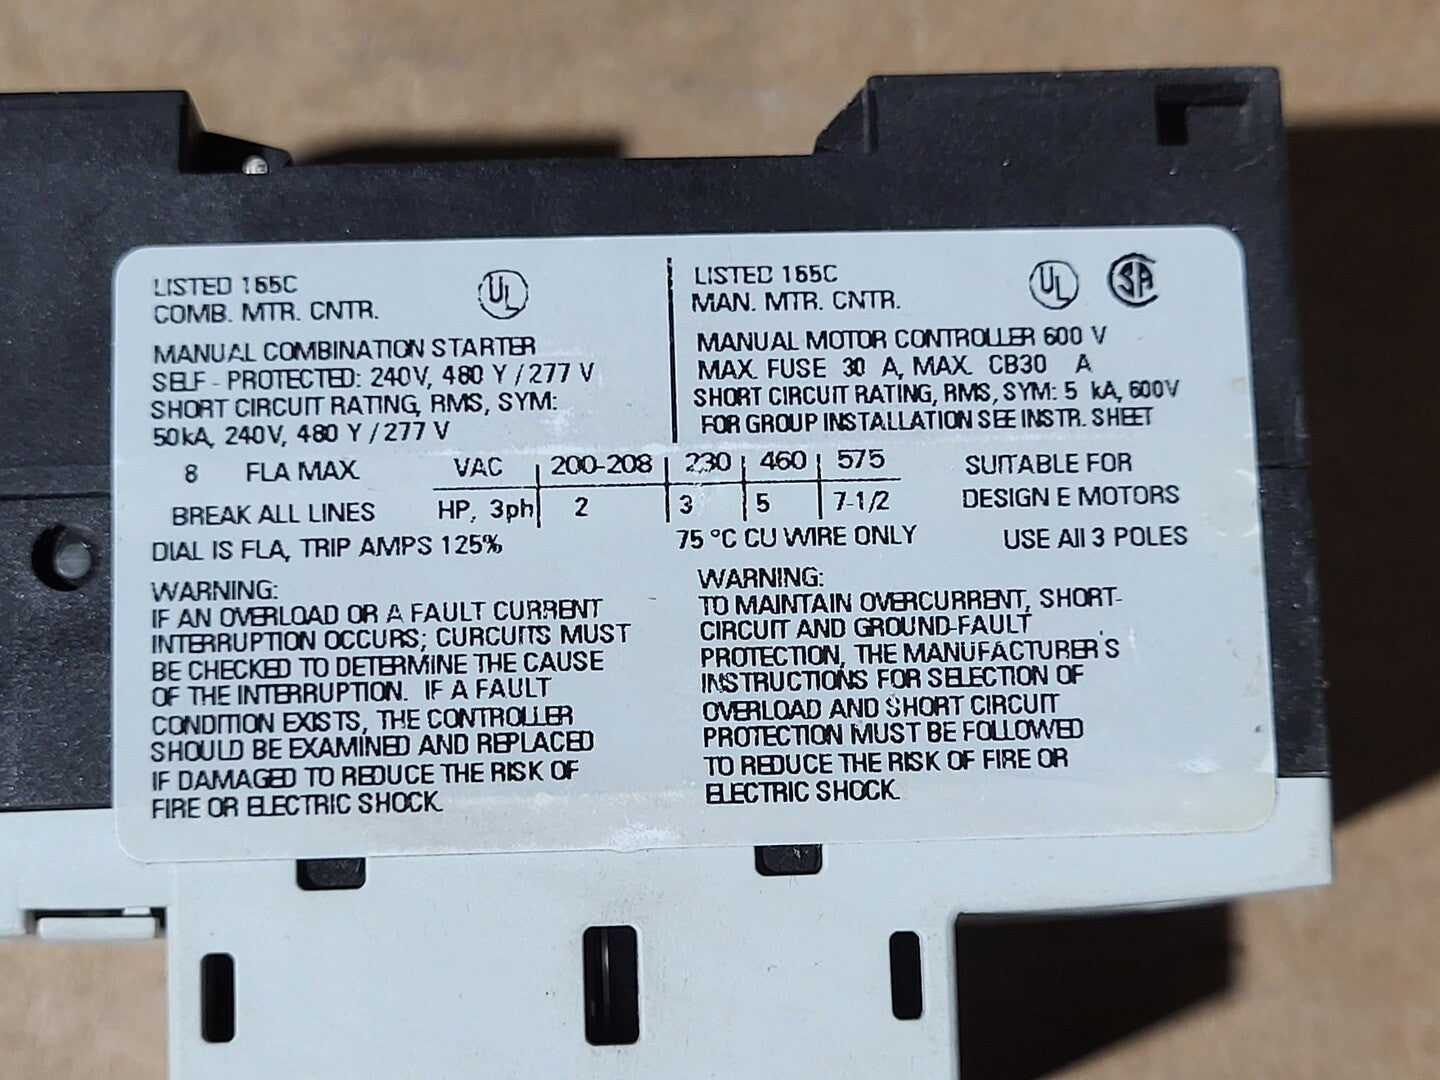 LISTED 165C
COMB. MTR. CNTR.
UL
MANUAL COMBINATION STARTER
SELF - PROTECTED: 240V, 480 Y / 277 V
SHORT CIRCUIT RATING, RMS, SYM:
50kA, 240V, 480 Y / 277 V
LISTED 165C
MAN. MTR. CNTR.
UL SA
MANUAL MOTOR CONTROLLER 600 V
MAX. FUSE 30 A, MAX. CB30 A
SHORT CIRCUIT RATING, RMS, SYM: 5 kA, 600V
FOR GROUP INSTALLATION SEE INSTR. SHEET
8 FLA MAX
BREAK ALL LINES
VAC 200-208 230 460 575
HP, 3ph 2 3 5 7-1/2
SUITABLE FOR
DESIGN E MOTORS
DIAL IS FLA, TRIP AMPS 125%
75 °C CU WIRE ONLY
USE All 3 POLES
WARNING:
IF AN OVERLOAD OR A FAULT CURRENT
INTERRUPTION OCCURS; CURCUITS MUST
BE CHECKED TO DETERMINE THE CAUSE
OF THE INTERRUPTION. IF A FAULT
CONDITION EXISTS, THE CONTROLLER
SHOULD BE EXAMINED AND REPLACED
IF DAMAGED TO REDUCE THE RISK OF
FIRE OR ELECTRIC SHOCK.
WARNING:
TO MAINTAIN OVERCURRENT, SHORT-
CIRCUIT AND GROUND-FAULT
PROTECTION, THE MANUFACTURER'S
INSTRUCTIONS FOR SELECTION OF
OVERLOAD AND SHORT CIRCUIT
PROTECTION MUST BE FOLLOWED
TO REDUCE THE RISK OF FIRE OR
ELECTRIC SHOCK.